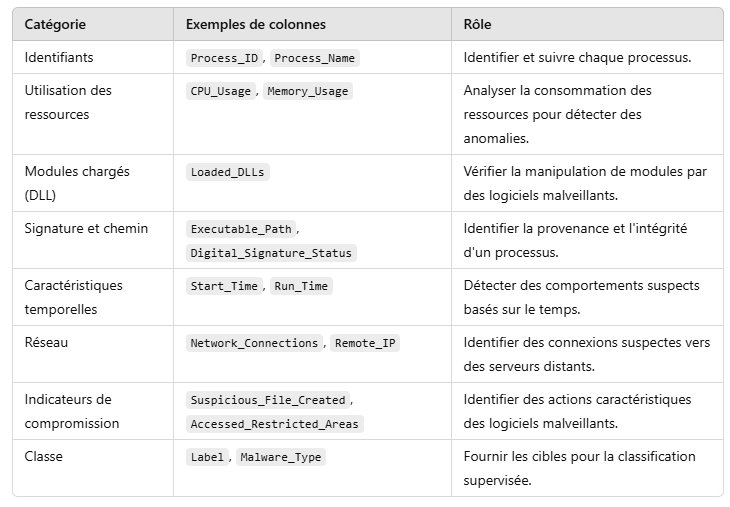 Catégorie Exemples de colonnes Rôle
Identifiants Process_ID, Process_Name Identifier et suivre chaque processus.
Utilisation des
ressources
CPU_Usage, Memory_Usage
Analyser la consommation des
ressources pour détecter des
anomalies.
Modules chargés
(DLL)
Loaded_DLLs
Vérifier la manipulation de modules par
des logiciels malveillants.
Signature et chemin
Executable_Path,
Digital_Signature_Status
Identifier la provenance et l'intégrité
d'un processus.
Caractéristiques
temporelles
Start_Time, Run_Time
Détecter des comportements suspects
basés sur le temps.
Réseau
Network_Connections, Remote_IP
Identifier des connexions suspectes vers
des serveurs distants.
Indicateurs de
compromission
Suspicious_File_Created,
Accessed_Restricted_Areas
Identifier des actions caractéristiques
des logiciels malveillants.
Classe
Label, Malware_Type
Fournir les cibles pour la classification
supervisée.